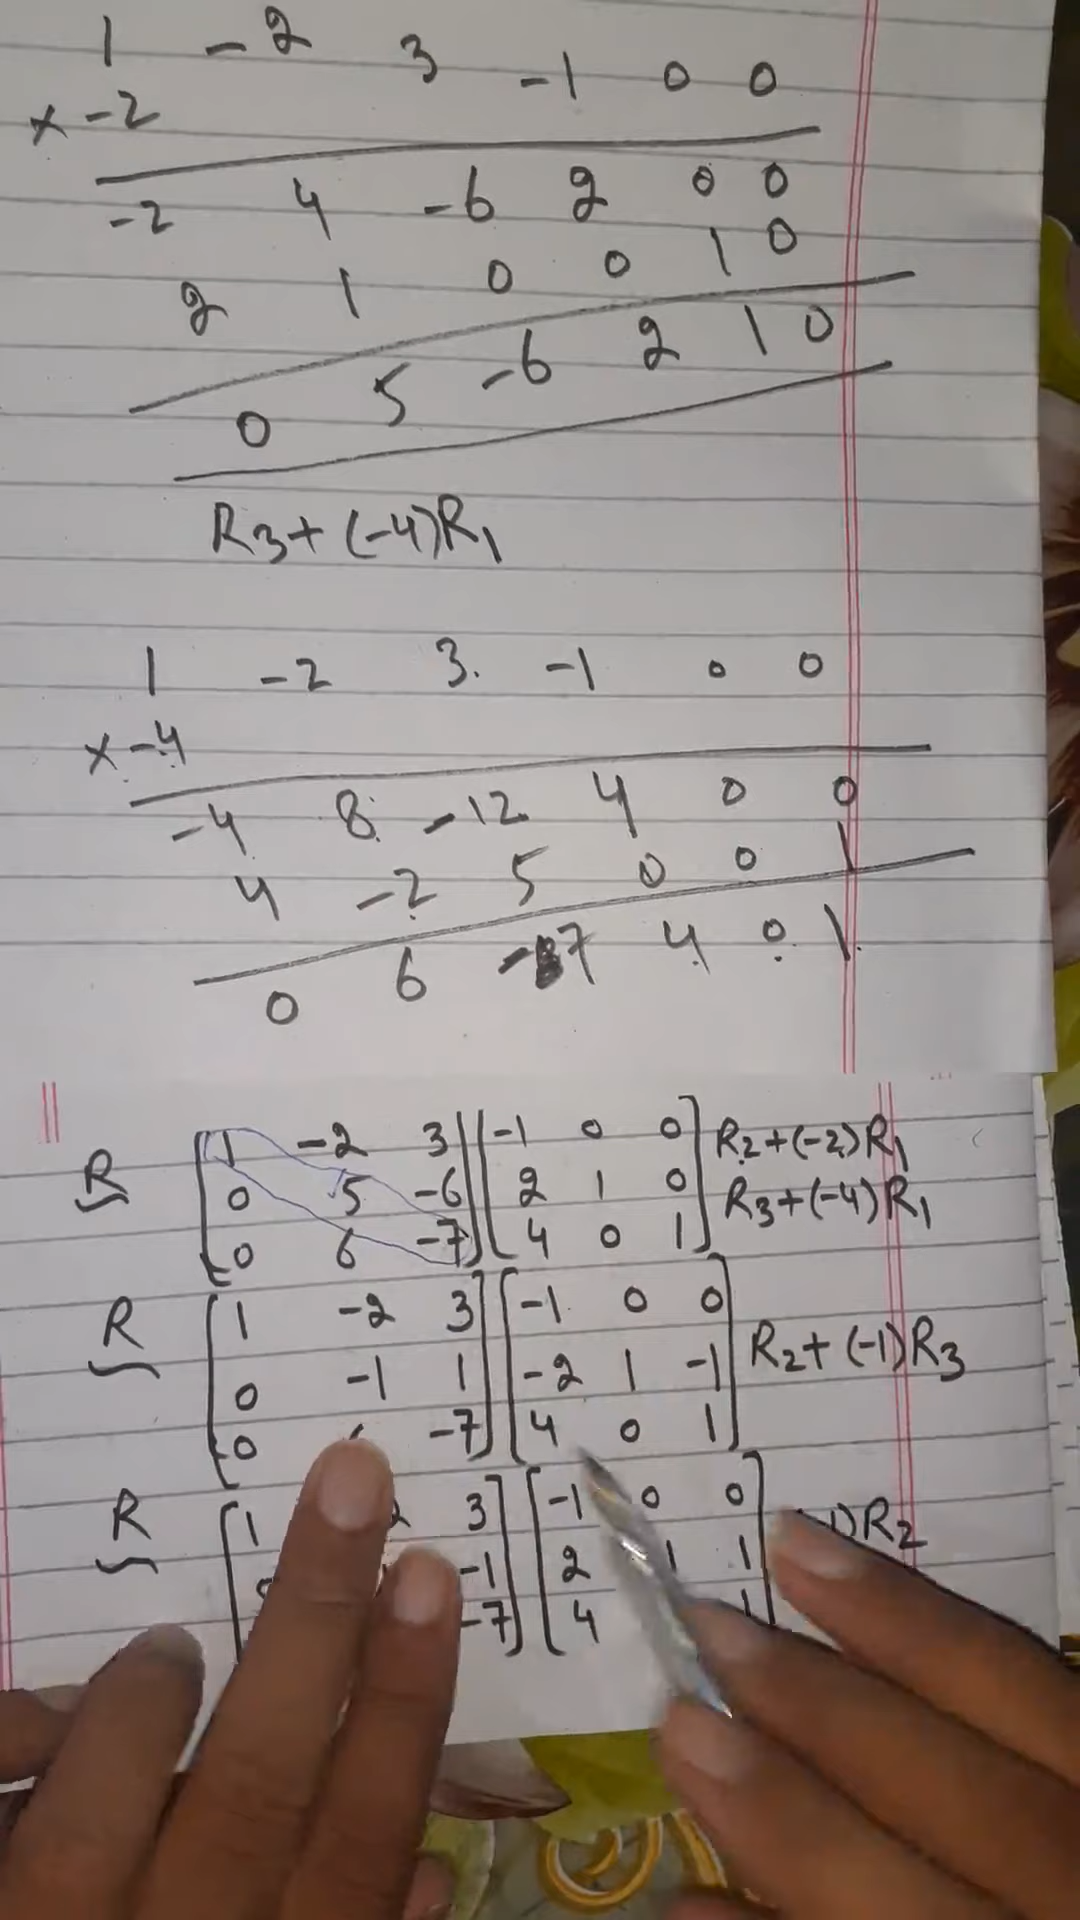 1 -2 3 -1 0 0
x -2
-2 4 -6 2 0 0
2 1 0 0 1 0
0 5 -6 2 1 0
R3+(-4)R1
1 -2 3. -1 0 0
x -4
-4 8 -12 4 0 0
4 -2 5 0 0 1
0 6 -7 4 0 1
R [1 -2 3] [-1 0 0] R2+(-2)R1
[0 5 -6] [2 1 0] R3+(-4)R1
[0 6 -7] [4 0 1]
R [1 -2 3] [-1 0 0]
[0 -1 1] [-2 1 -1] R2+(-1)R3
[0 -7] [4 0 1]
R [1 2 3] [-1 0 0] 1)R2
-1] [2 1 1]
-7] [4 1]